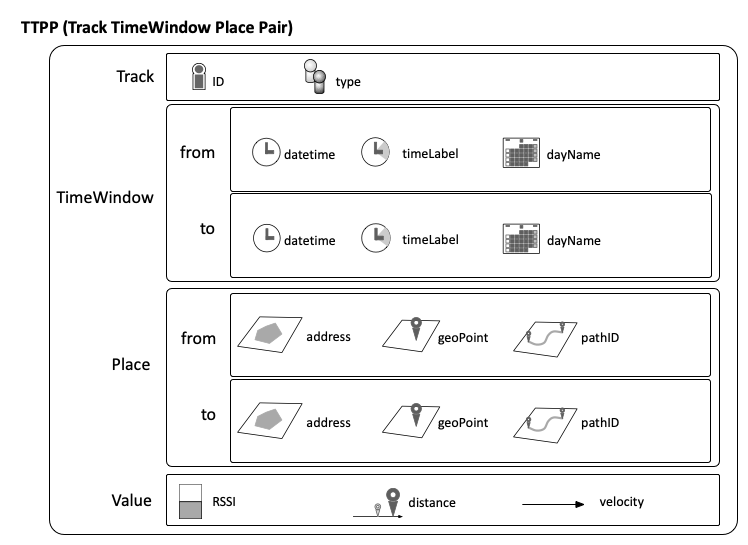 TTPP (Track TimeWindow Place Pair)
Track
ID
type
TimeWindow
from
datetime
timeLabel
dayName
to
datetime
timeLabel
dayName
Place
from
address
geoPoint
pathID
to
address
geoPoint
pathID
Value
RSSI
distance
velocity